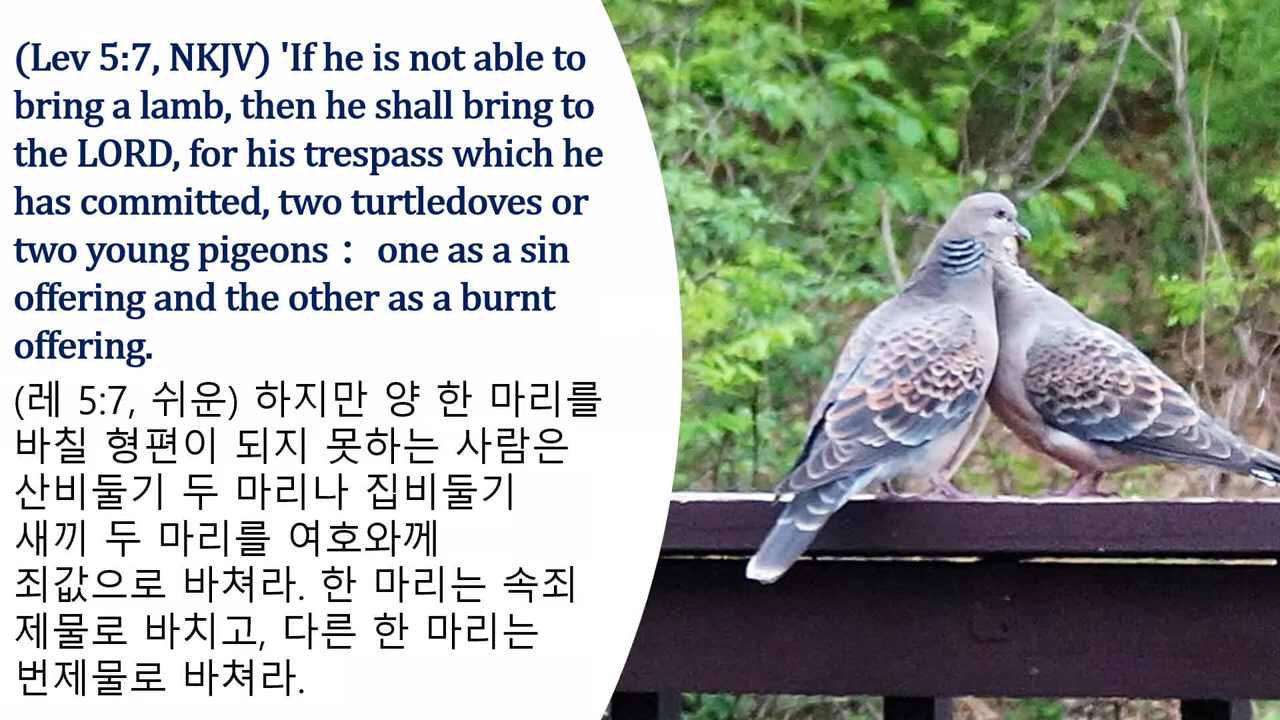 (Lev 5:7, NKJV) 'If he is not able to
bring a lamb, then he shall bring to
the LORD, for his trespass which he
has committed, two turtledoves or
two young pigeons : one as a sin
offering and the other as a burnt
offering.
(레 5:7, 쉬운) 하지만 양 한 마리를
바칠 형편이 되지 못하는 사람은
산비둘기 두 마리나 집비둘기
새끼 두 마리를 여호와께
죄값으로 바쳐라. 한 마리는 속죄
제물로 바치고, 다른 한 마리는
번제물로 바쳐라.